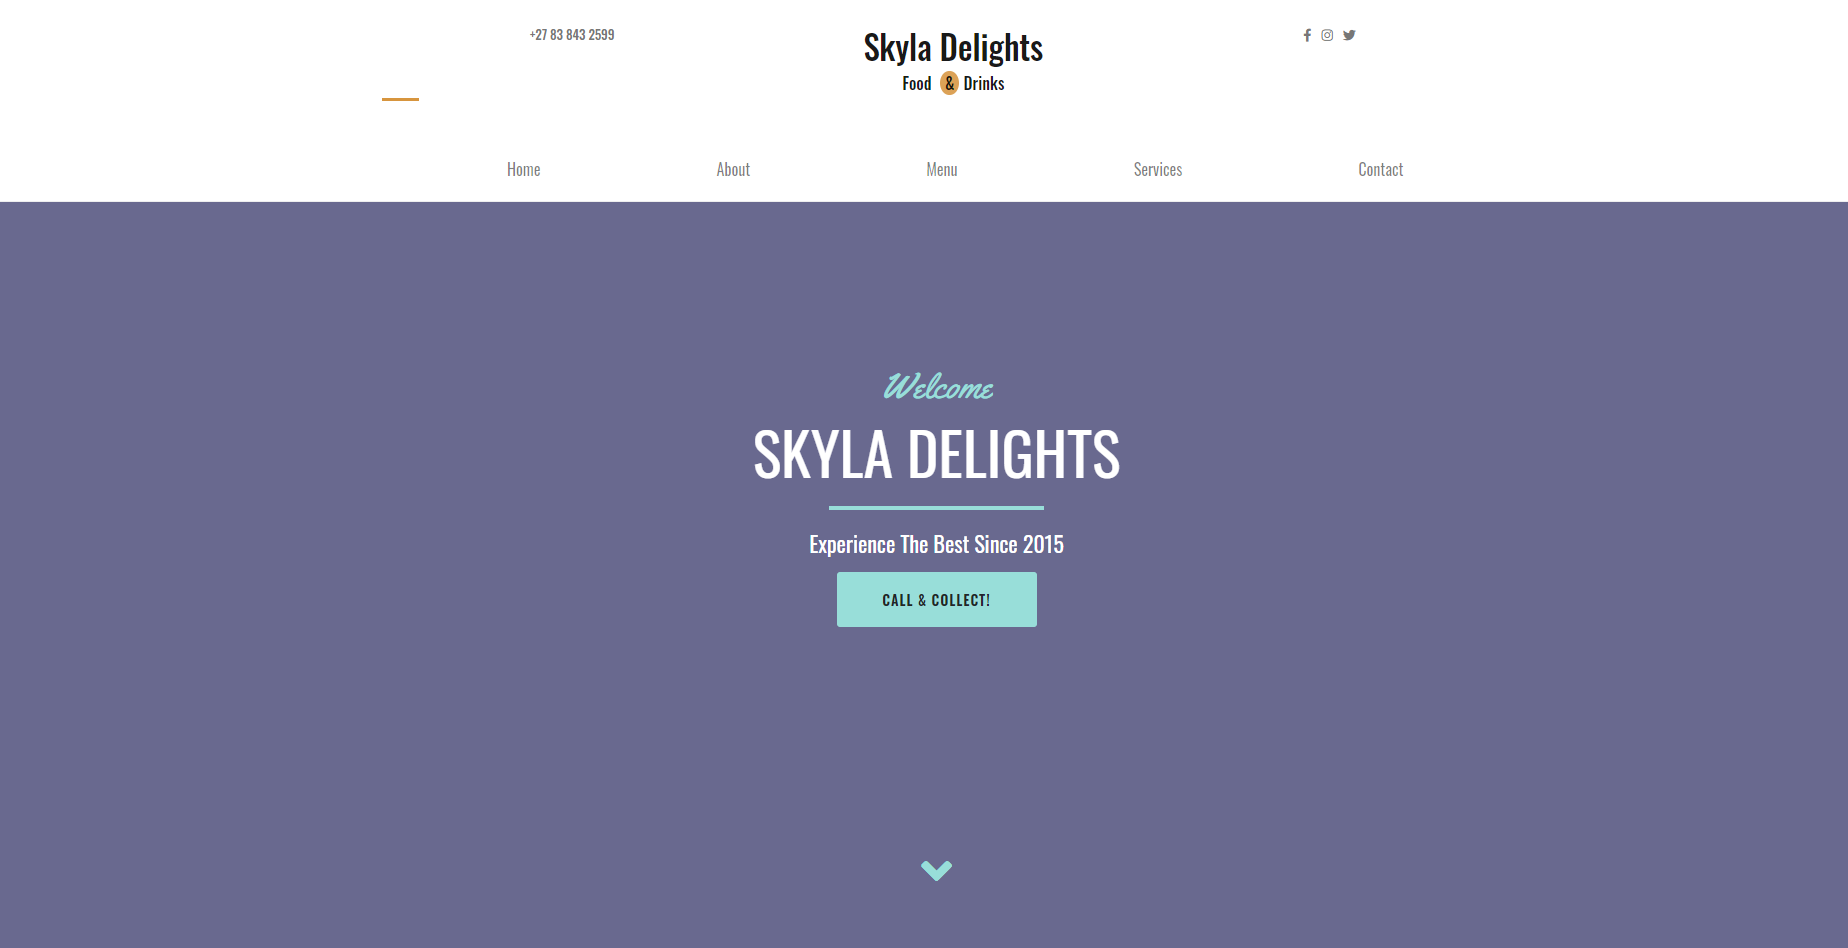 +27 83 843 2599
Skyla Delights
Food & Drinks
Home About Menu Services Contact
Welcome
SKYLA DELIGHTS
Experience The Best Since 2015
CALL & COLLECT!